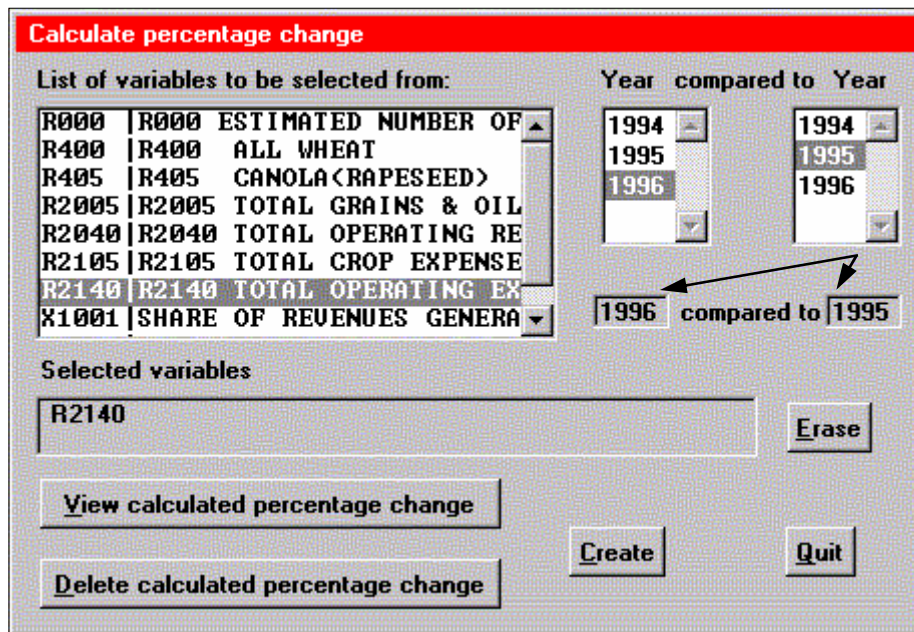 Calculate percentage change
List of variables to be selected from:
Year compared to Year
R000 |R000 ESTIMATED NUMBER OF
R400 |R400 ALL WHEAT
R405 |R405 CANOLA(RAPESEED)
R2005|R2005 TOTAL GRAINS & OIL
R2040|R2040 TOTAL OPERATING RE
R2105|R2105 TOTAL CROP EXPENSE
R2140|R2140 TOTAL OPERATING EX
X1001|SHARE OF REVENUES GENERA
1994
1995
1996
1994
1995
1996
1996 compared to 1995
Selected variables
R2140
Erase
View calculated percentage change
Create
Quit
Delete calculated percentage change